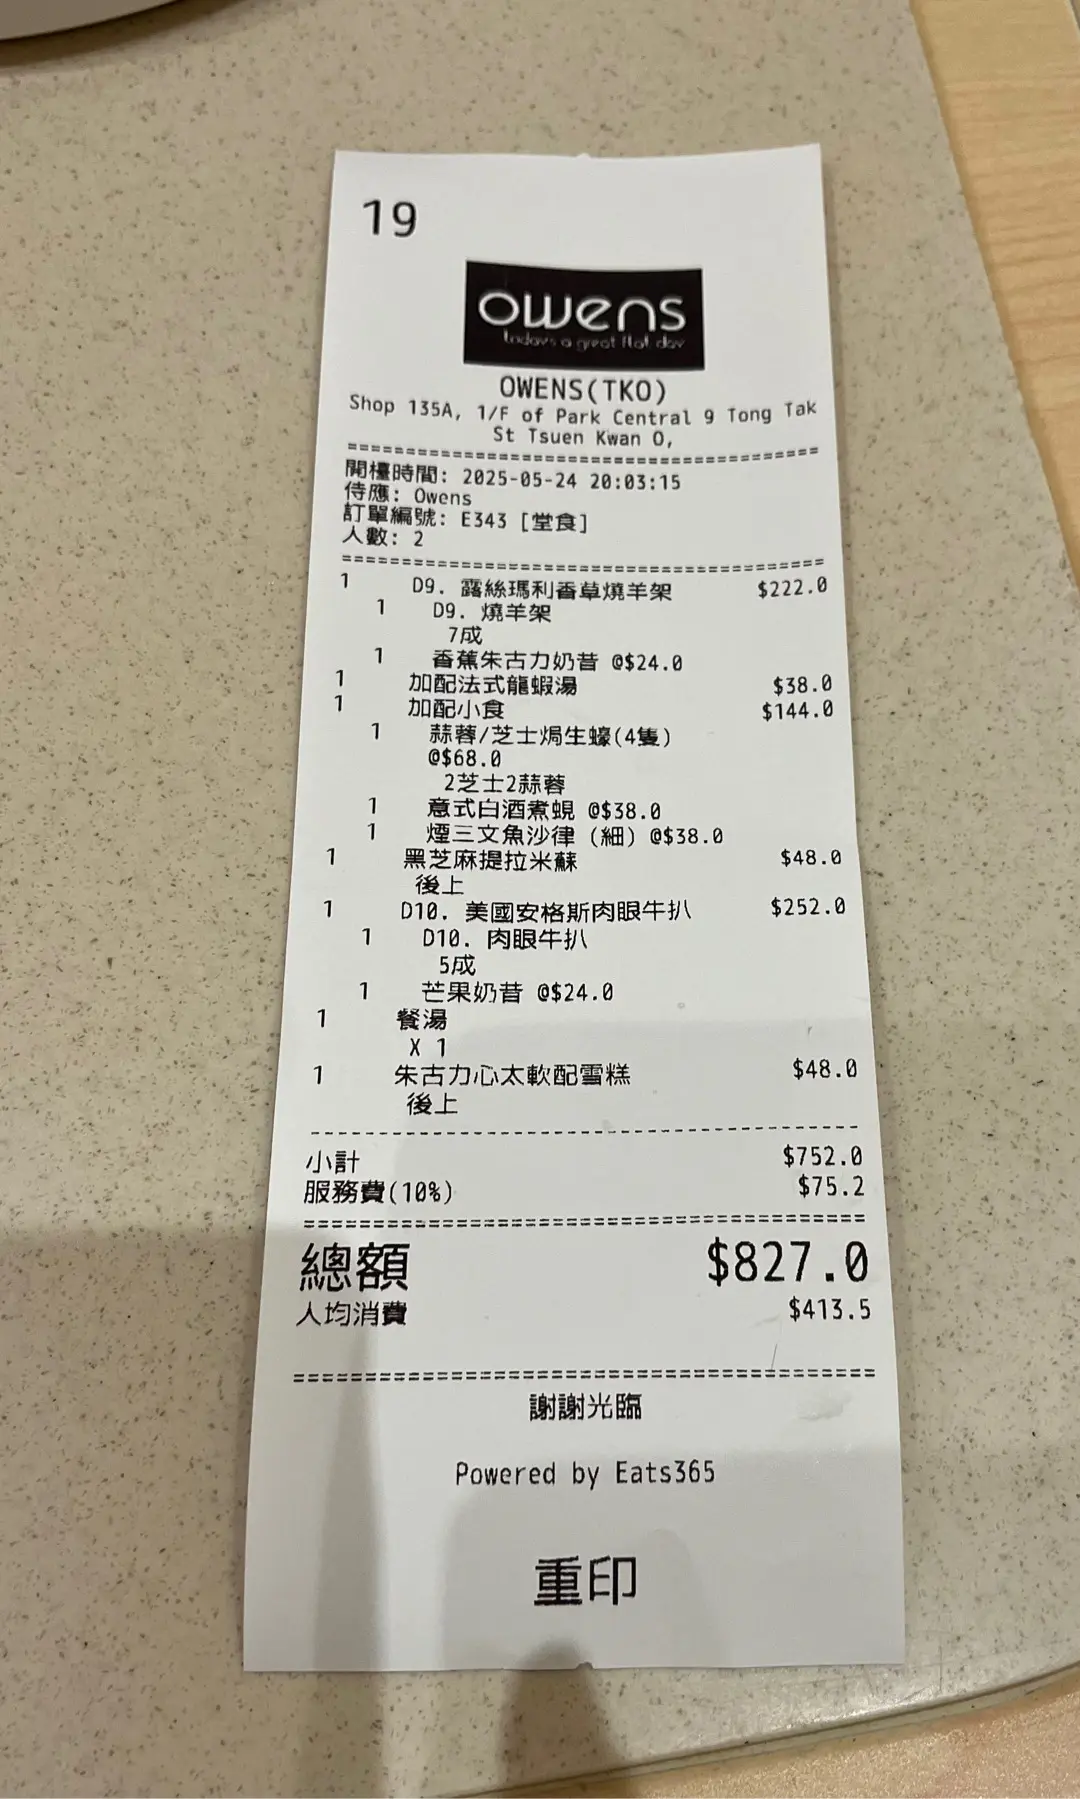 19
owens
OWENS(TKO)
Shop 135A, 1/F of Park Central 9 Tong Tak
St Tsuen Kwan O,
開檯時間: 2025-05-24 20:03:15
侍應: Owens
訂單編號: E343 [堂食]
人數: 2
1 D9. 露絲瑪利香草燒羊架 $222.0
1 D9. 燒羊架
7成
1 香蕉朱古力奶昔 @$24.0
1 加配法式龍蝦湯 $38.0
1 加配小食 $144.0
1 蒜蓉/芝士焗生蠔(4隻)
@$68.0
2芝士2蒜蓉
1 意式白酒煮蜆 @$38.0
1 煙三文魚沙律 (細) @$38.0
1 黑芝麻提拉米蘇 $48.0
後上
1 D10. 美國安格斯肉眼牛扒 $252.0
1 D10. 肉眼牛扒
5成
1 芒果奶昔 @$24.0
1 餐湯
X 1
1 朱古力心太軟配雪糕 $48.0
後上
小計 $752.0
服務費(10%) $75.2
總額 $827.0
人均消費 $413.5
謝謝光臨
Powered by Eats365
重印